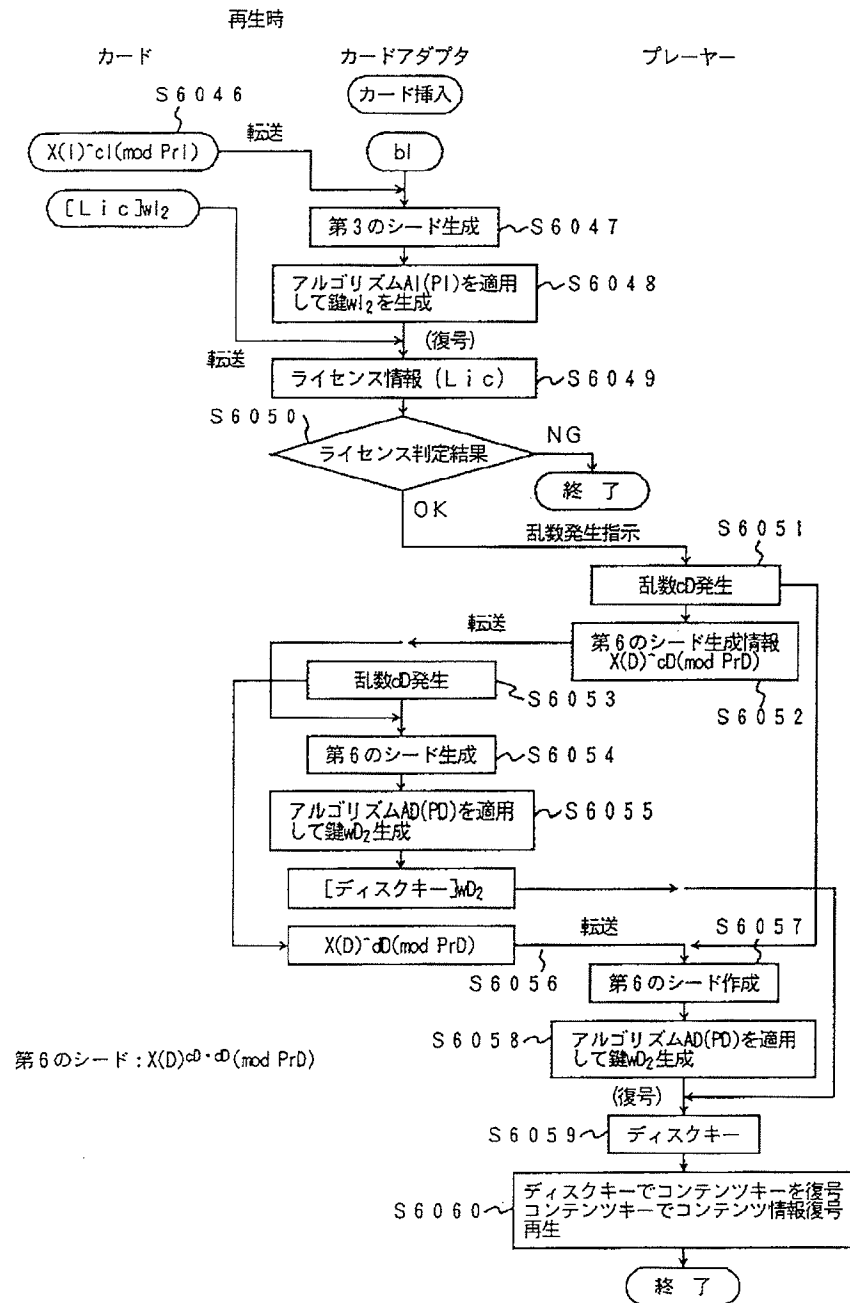 再生時
カード
カードアダプタ
プレーヤー
S6046
カード挿入
X(I)^cI(mod PrI)
転送
bI
[Lic]wI₂
第3のシード生成
S6047
アルゴリズムAI(PI)を適用
して鍵wI₂を生成
S6048
(復号)
転送
ライセンス情報(Lic)
S6049
S6050
ライセンス判定結果
NG
終了
OK
乱数発生指示
S6051
乱数cD発生
転送
第6のシード生成情報
X(D)^cD(mod PrD)
乱数dD発生
S6053
S6052
第6のシード生成
S6054
アルゴリズムAD(PD)を適用
して鍵wD₂生成
S6055
[ディスクキー]wD₂
転送
S6057
X(D)^dD(mod PrD)
S6056
第6のシード作成
S6058
アルゴリズムAD(PD)を適用
して鍵wD₂生成
第6のシード:X(D)^cD・dD(mod PrD)
(復号)
S6059
ディスクキー
S6060
ディスクキーでコンテンツキーを復号
コンテンツキーでコンテンツ情報復号
再生
終了